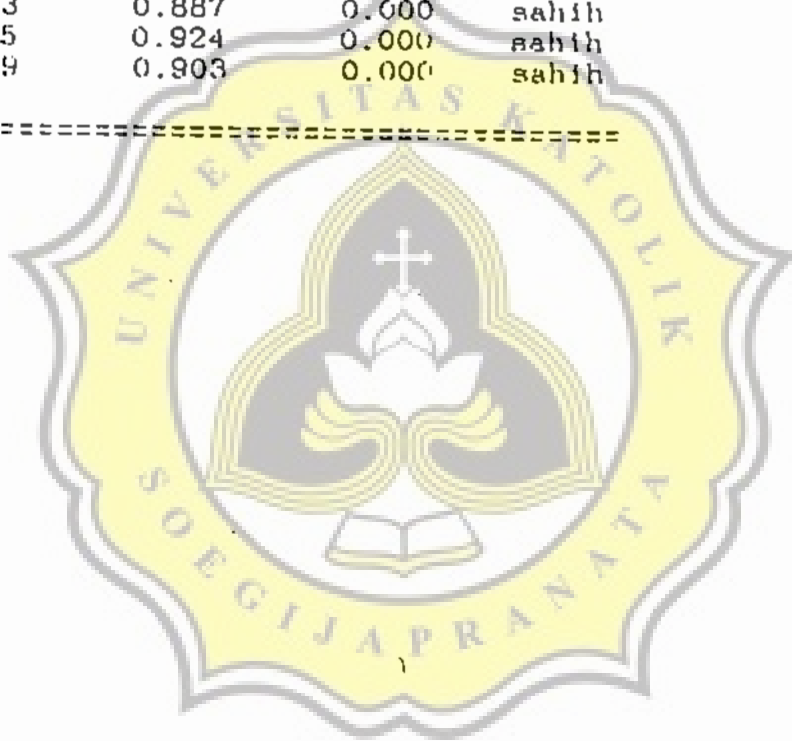 3 0.887 0.000 sahih
5 0.924 0.000 sahih
9 0.903 0.000 sahih
=====================================
UNIVERSITAS KATOLIK
SOEGIJAPRANATA